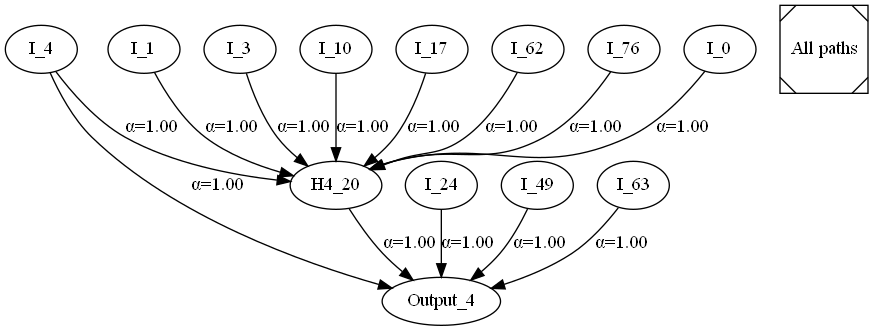 I_4 I_1 I_3 I_10 I_17 I_62 I_76 I_0 All paths
α=1.00 α=1.00 α=1.00 α=1.00 α=1.00 α=1.00 α=1.00 α=1.00
α=1.00 H4_20 I_24 I_49 I_63
α=1.00 α=1.00 α=1.00 α=1.00
Output_4